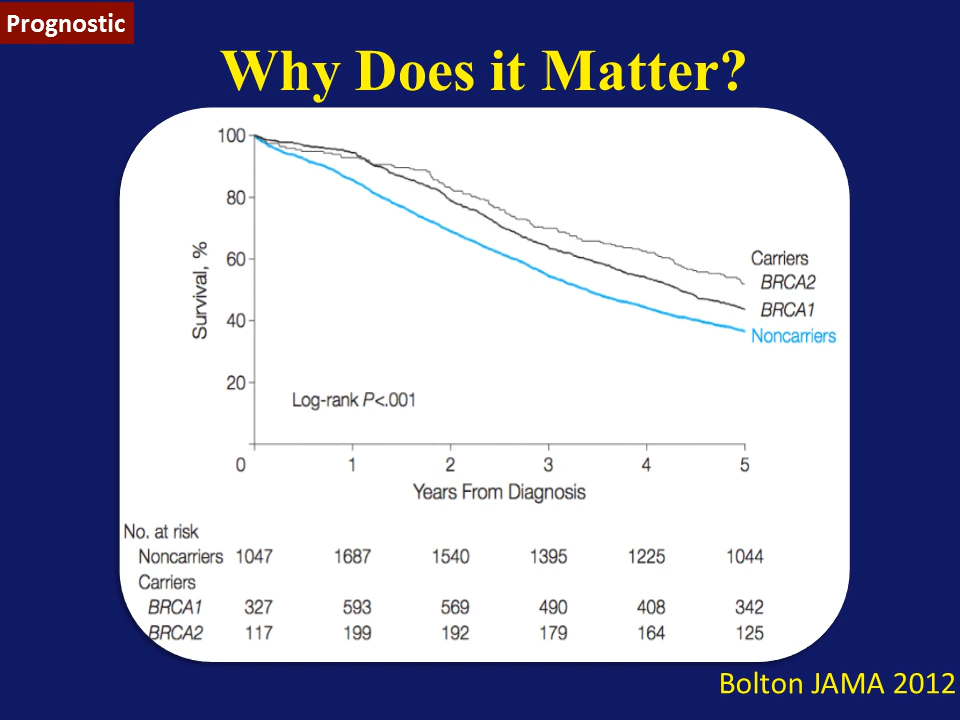 Prognostic
Why Does it Matter?
100
80
60
40
20
Survival, %
Carriers
BRCA2
BRCA1
Noncarriers
Log-rank P<.001
0 1 2 3 4 5
Years From Diagnosis
No. at risk
Noncarriers 1047 1687 1540 1395 1225 1044
Carriers
BRCA1 327 593 569 490 408 342
BRCA2 117 199 192 179 164 125
Bolton JAMA 2012